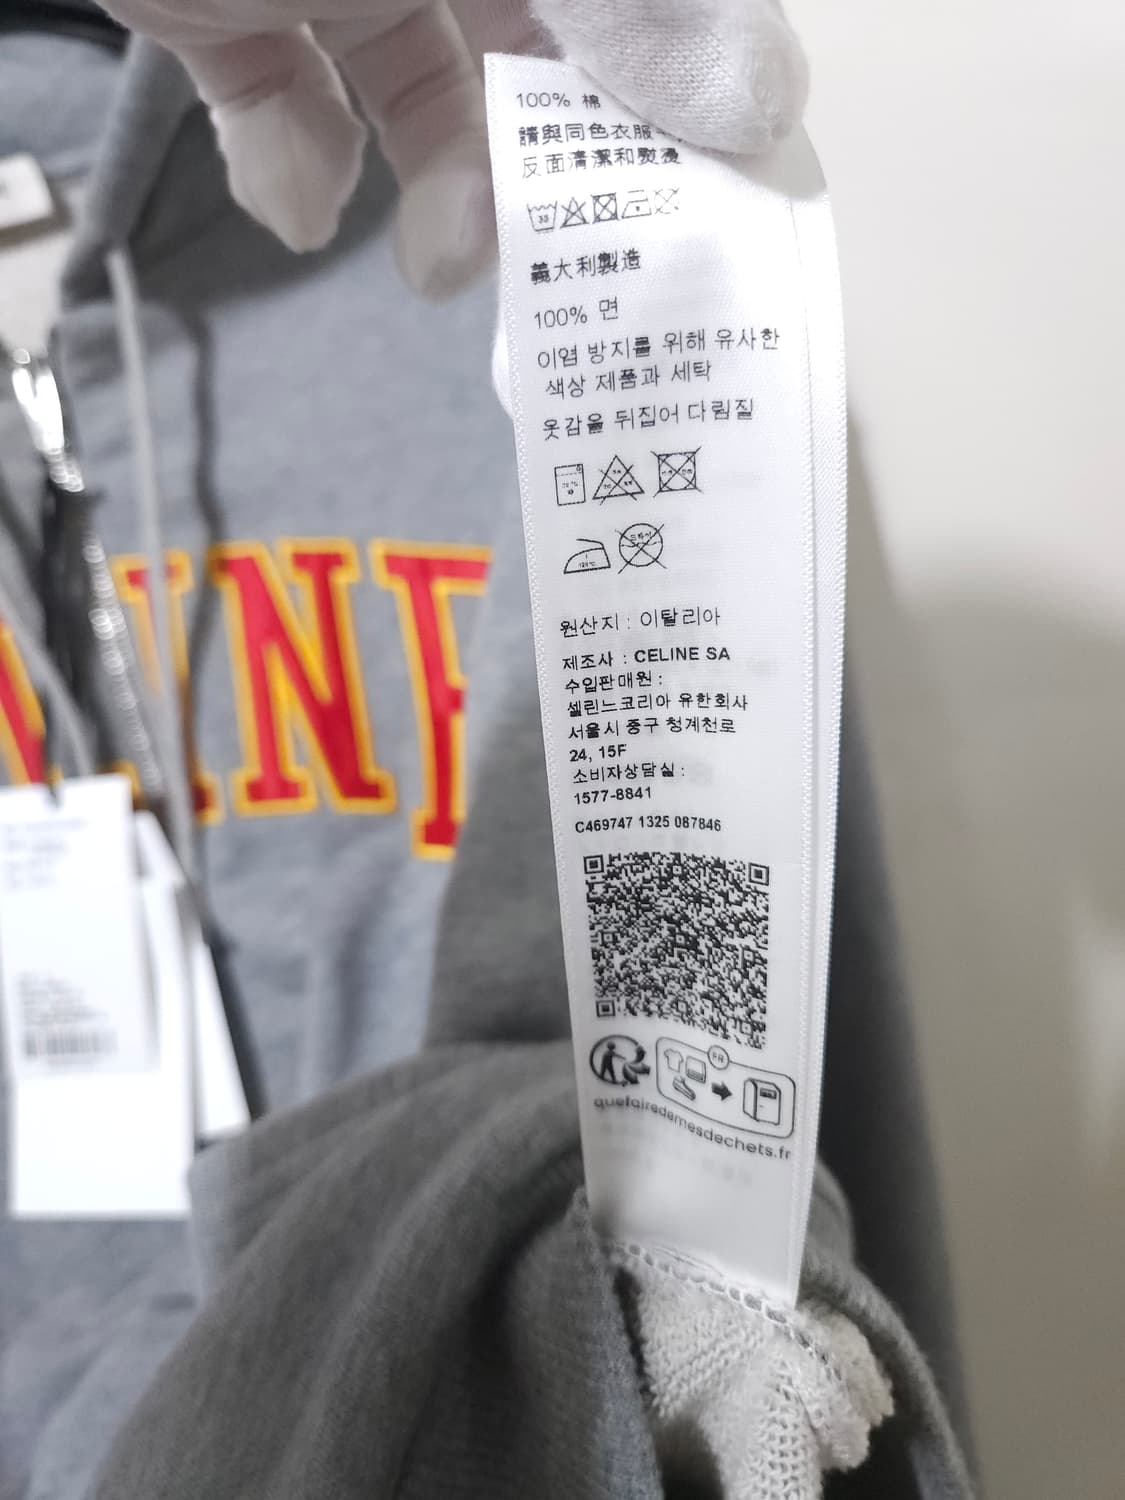 100% 棉
請與同色衣服一
反面清潔和熨燙
義大利製造
100% 면
이염 방지를 위해 유사한
색상 제품과 세탁
옷감을 뒤집어 다림질
원산지 : 이탈리아
제조사 : CELINE SA
수입판매원 :
셀린느코리아 유한회사
서울시 중구 청계천로
24, 15F
소비자상담실 :
1577-8841
C469747 1325 087846
FR
quefairedemesdechets.fr
INE